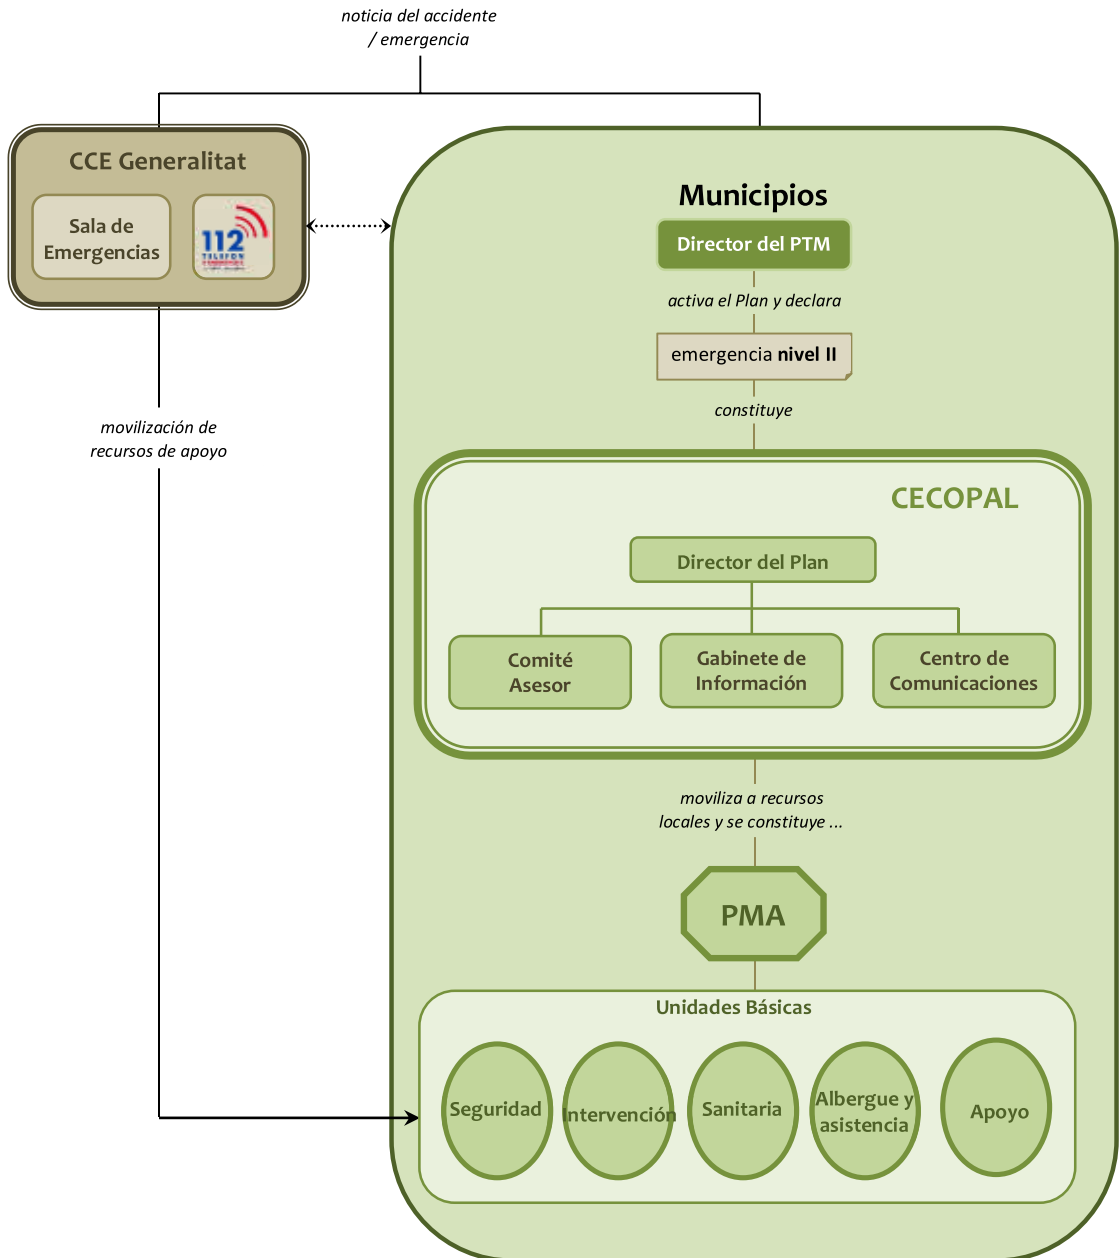 noticia del accidente
/ emergencia
CCE Generalitat
Sala de
Emergencias
112
TELEFON
Municipios
Director del PTM
activa el Plan y declara
emergencia nivel II
constituye
movilización de
recursos de apoyo
CECOPAL
Director del Plan
Comité
Asesor
Gabinete de
Información
Centro de
Comunicaciones
moviliza a recursos
locales y se constituye ...
PMA
Unidades Básicas
Seguridad
Intervención
Sanitaria
Albergue y
asistencia
Apoyo